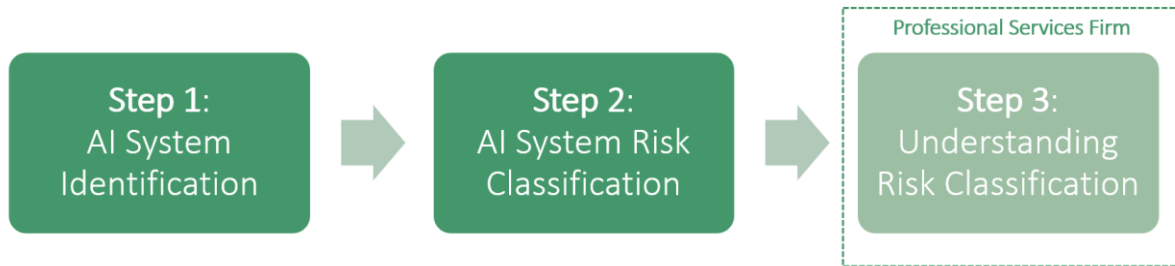 Step 1:
AI System
Identification
Step 2:
AI System Risk
Classification
Professional Services Firm
Step 3:
Understanding
Risk Classification